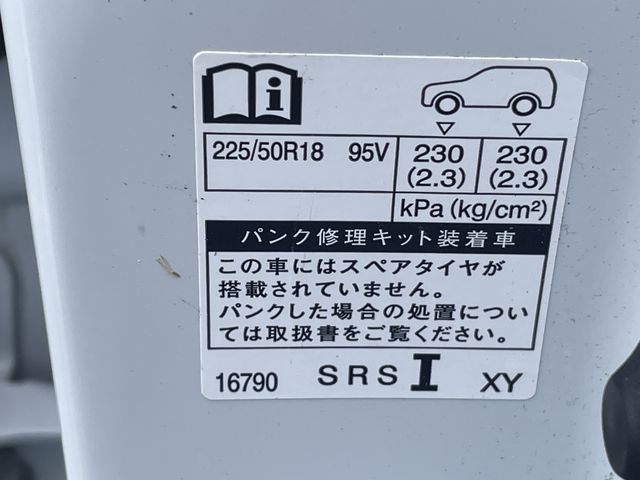 i
225/50R18 95V 230 (2.3) 230 (2.3)
kPa (kg/cm²)
パンク修理キット装着車
この車にはスペアタイヤが
搭載されていません。
パンクした場合の処置につい
ては取扱書をご覧ください。
16790 SRS I XY